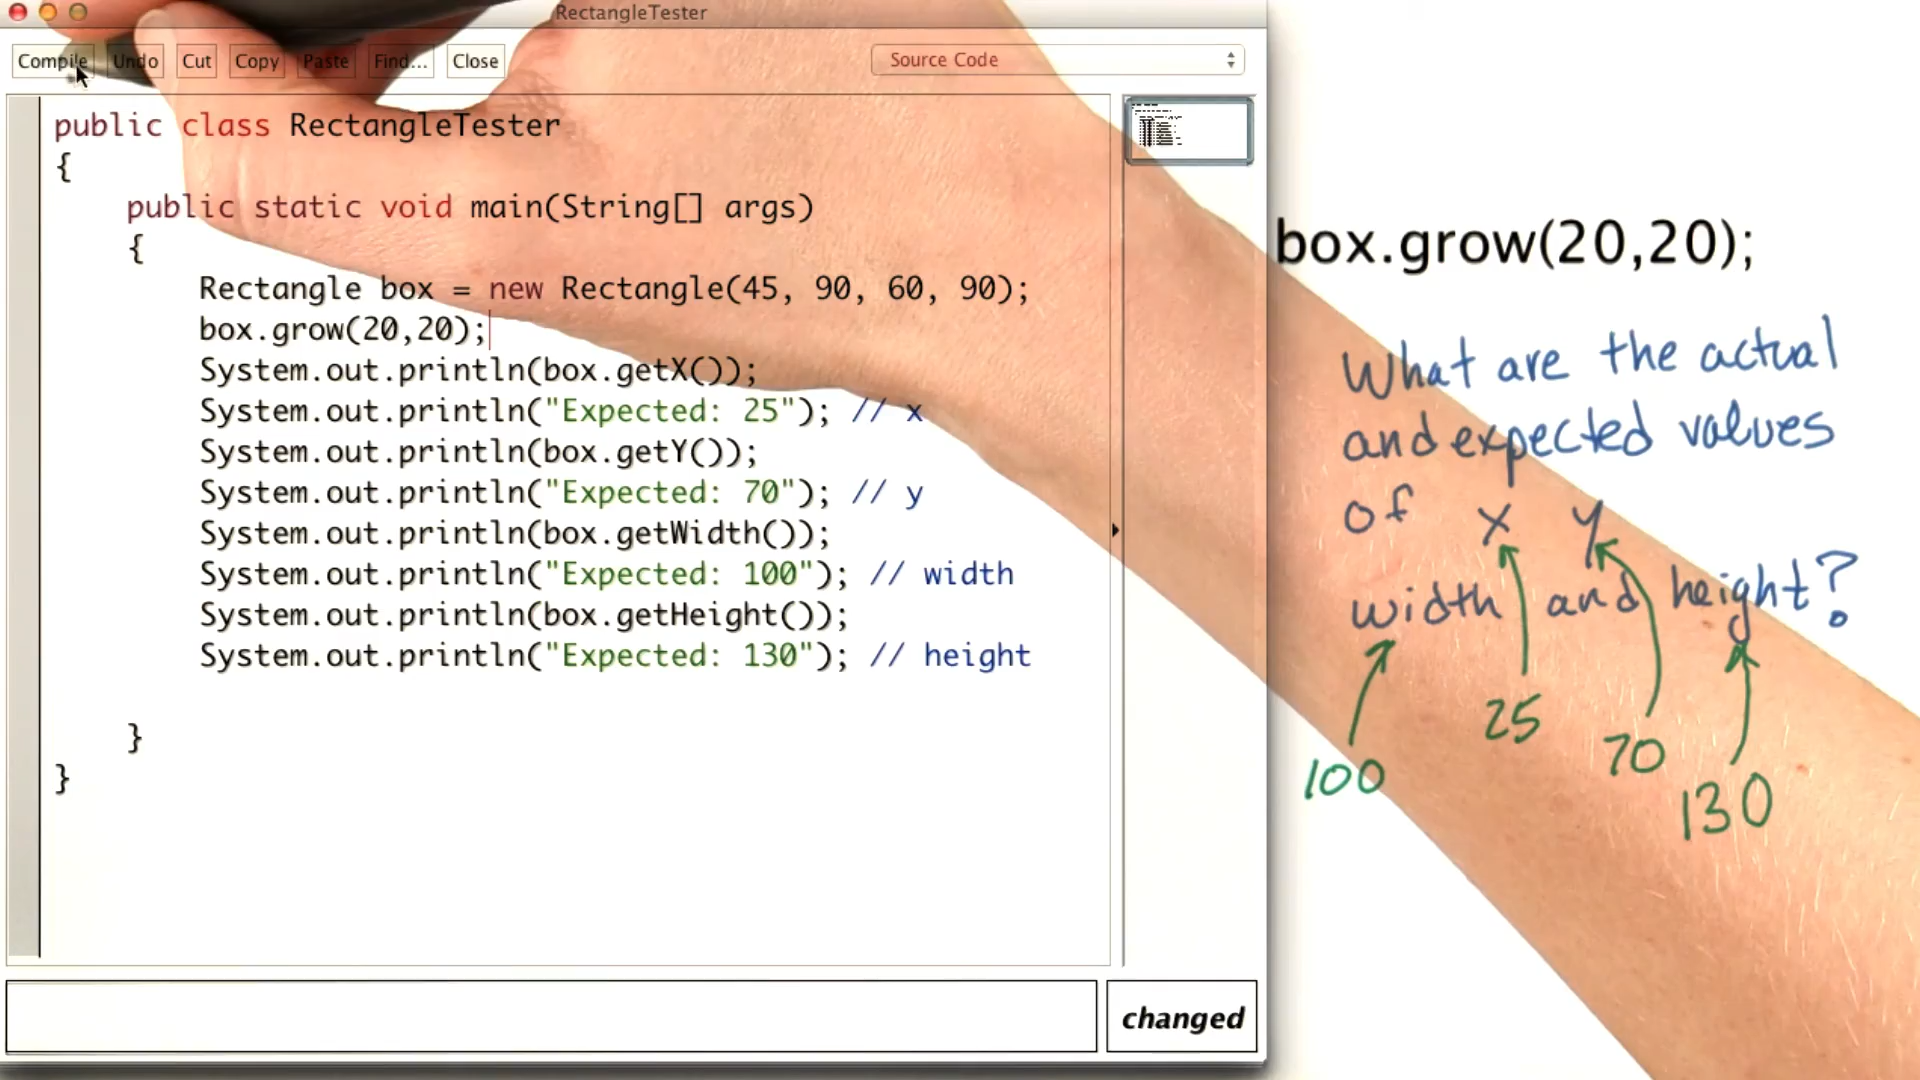 RectangleTester
Compile Undo Cut Copy Paste Find... Close Source Code
public class RectangleTester
{
public static void main(String[] args)
{
Rectangle box = new Rectangle(45, 90, 60, 90);
box.grow(20,20);
System.out.println(box.getX());
System.out.println("Expected: 25"); // x
System.out.println(box.getY());
System.out.println("Expected: 70"); // y
System.out.println(box.getWidth());
System.out.println("Expected: 100"); // width
System.out.println(box.getHeight());
System.out.println("Expected: 130"); // height
}
}
changed
box.grow(20,20);
What are the actual
and expected values
of X Y
width and height?
25
70
100
130